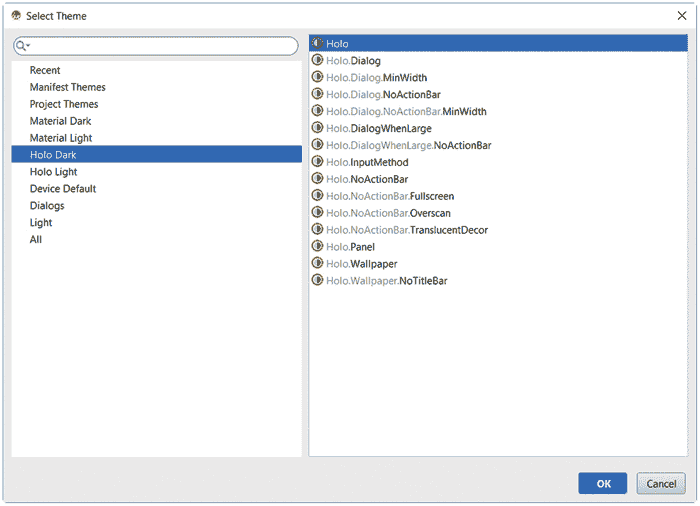 Select Theme
Recent
Manifest Themes
Project Themes
Material Dark
Material Light
Holo Dark
Holo Light
Device Default
Dialogs
Light
All
Holo
Holo.Dialog
Holo.Dialog.MinWidth
Holo.Dialog.NoActionBar
Holo.Dialog.NoActionBar.MinWidth
Holo.DialogWhenLarge
Holo.DialogWhenLarge.NoActionBar
Holo.InputMethod
Holo.NoActionBar
Holo.NoActionBar.Fullscreen
Holo.NoActionBar.Overscan
Holo.NoActionBar.TranslucentDecor
Holo.Panel
Holo.Wallpaper
Holo.Wallpaper.NoTitleBar
OK
Cancel